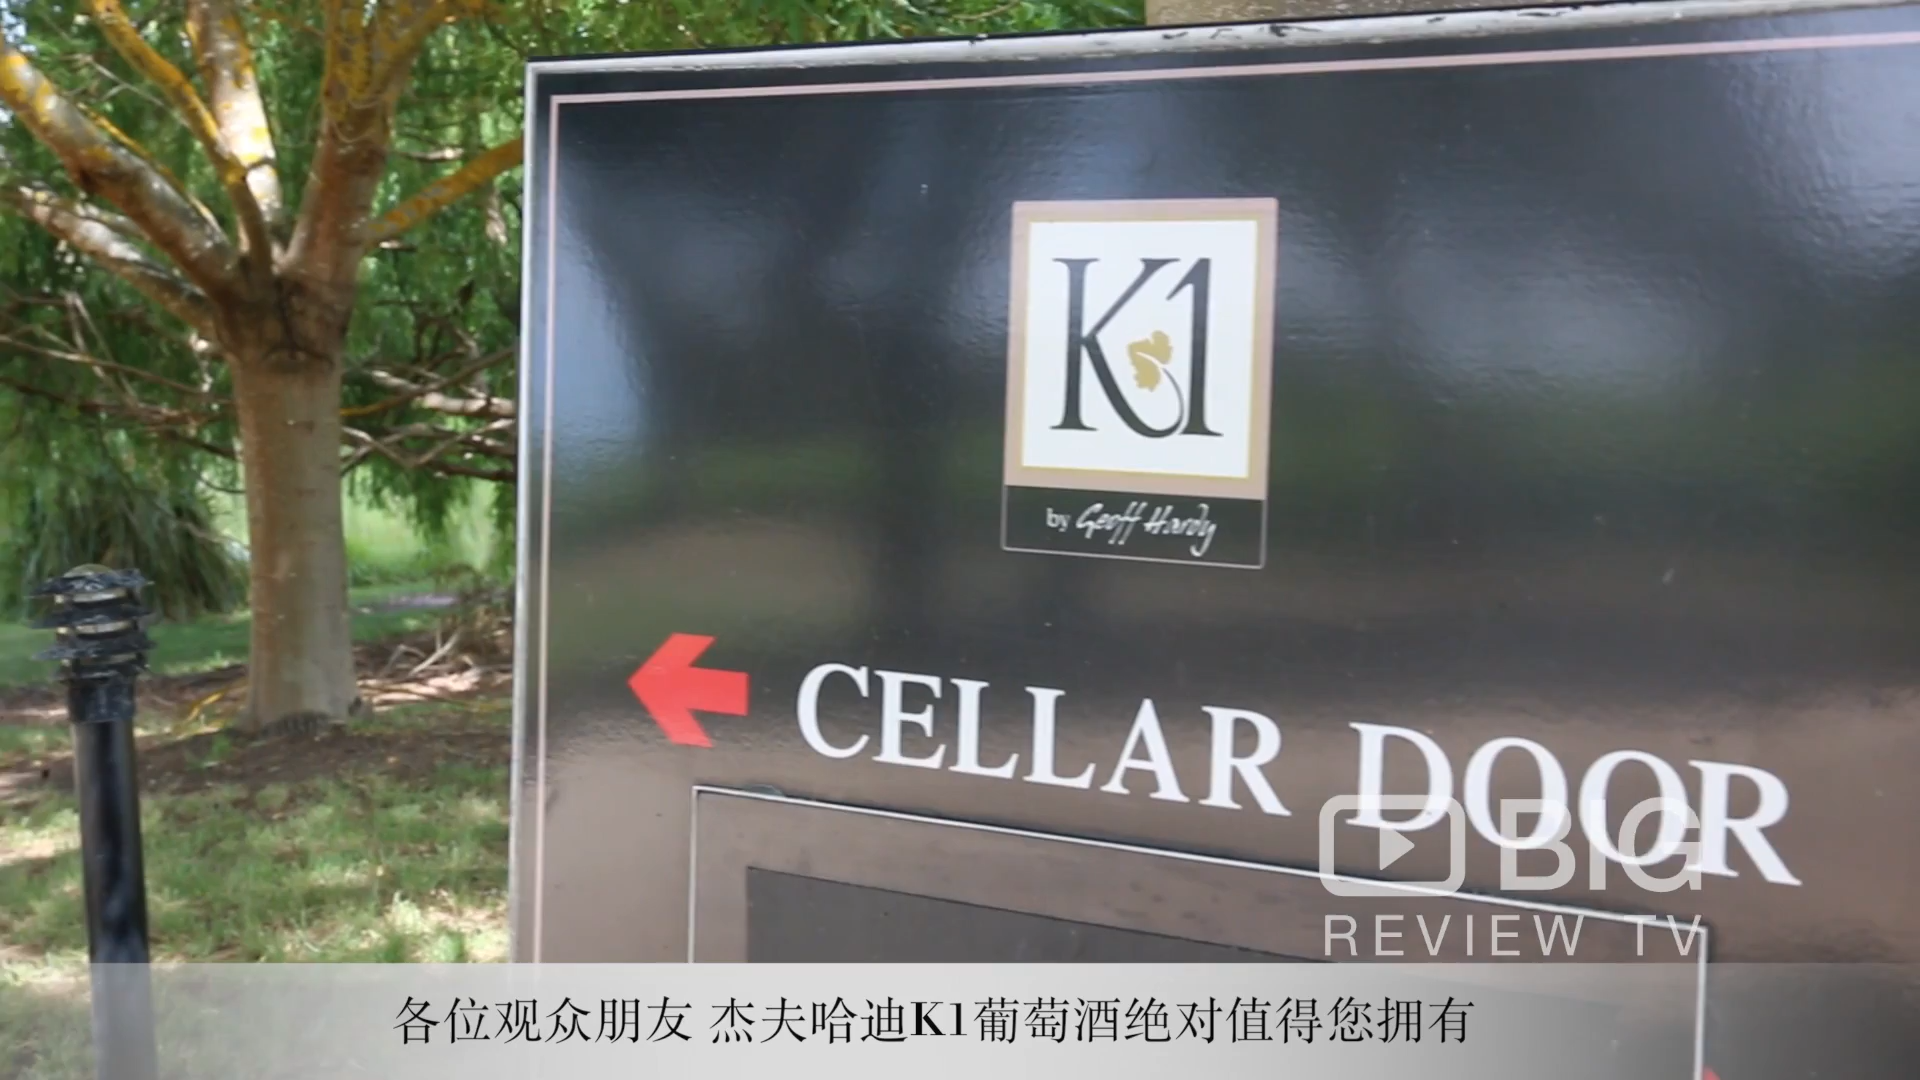 K1
by Geoff Hardy
CELLAR DOOR
BIG
REVIEW TV
各位观众朋友 杰夫哈迪K1葡萄酒绝对值得您拥有